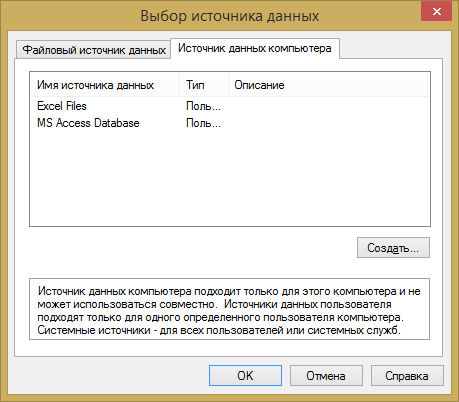 Выбор источника данных
Файловый источник данных Источник данных компьютера
Имя источника данных Тип Описание
Excel Files Поль...
MS Access Database Поль...
Создать...
Источник данных компьютера подходит только для этого компьютера и не
может использоваться совместно. Источники данных пользователя
подходят только для одного определенного пользователя компьютера.
Системные источники - для всех пользователей или системных служб.
OK Отмена Справка